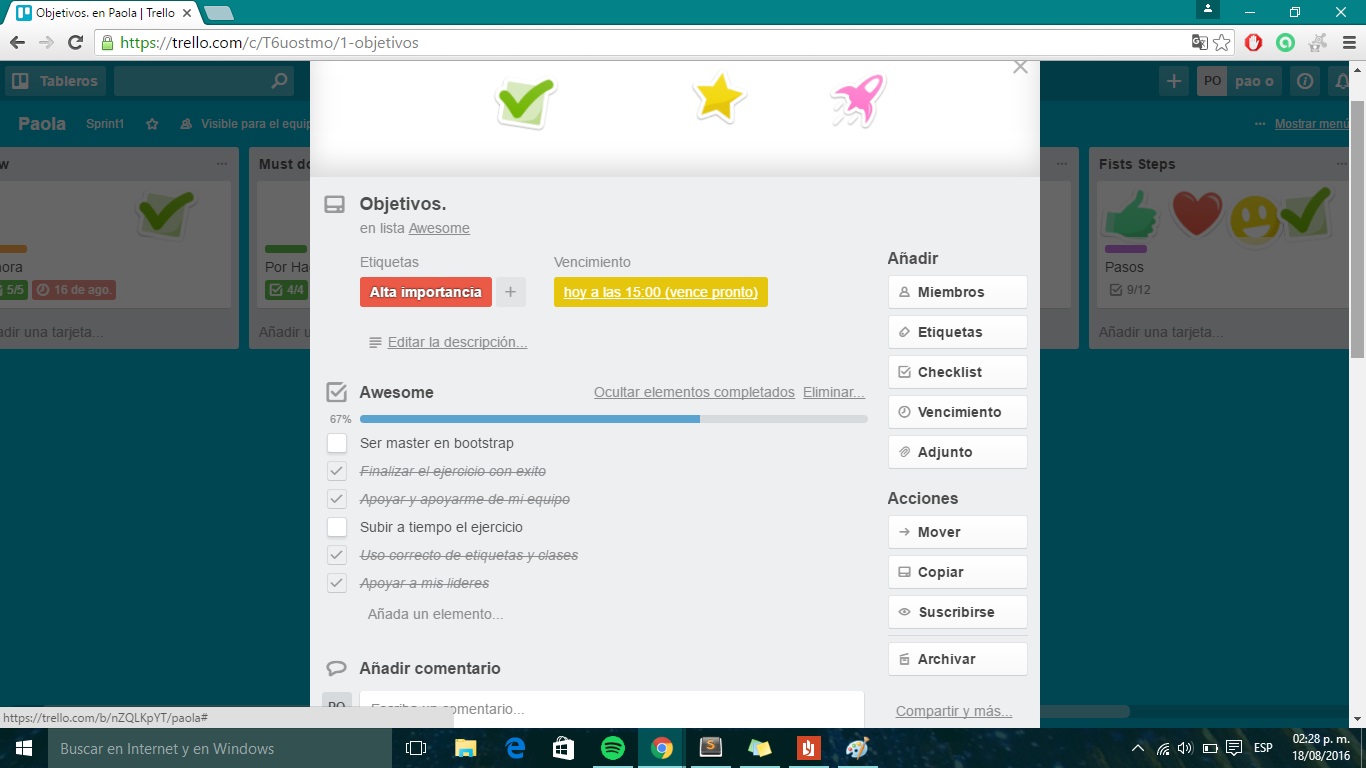 Objetivos. en Paola | Trello
https://trello.com/c/T6uostmo/1-objetivos
Tableros
PO pao o
Paola Sprint1 Visible para el equip
Mostrar menú
Must do
Fists Steps
Objetivos.
en lista Awesome
Etiquetas Vencimiento
Alta importancia + hoy a las 15:00 (vence pronto)
Editar la descripción...
Awesome Ocultar elementos completados Eliminar...
67%
Ser master en bootstrap
Finalizar el ejercicio con exito
Apoyar y apoyarme de mi equipo
Subir a tiempo el ejercicio
Uso correcto de etiquetas y clases
Apoyar a mis lideres
Añada un elemento...
Añadir comentario
PO
Escriba un comentario...
Añadir
Miembros
Etiquetas
Checklist
Vencimiento
Adjunto
Acciones
Mover
Copiar
Suscribirse
Archivar
Compartir y más...
5/5 16 de ago.
Por Ha
4/4
Añadir un
adir una tarjeta...
Pasos
9/12
Añadir una tarjeta...
https://trello.com/b/nZQLKpYT/paola#
Buscar en Internet y en Windows
ESP
02:28 p. m.
18/08/2016